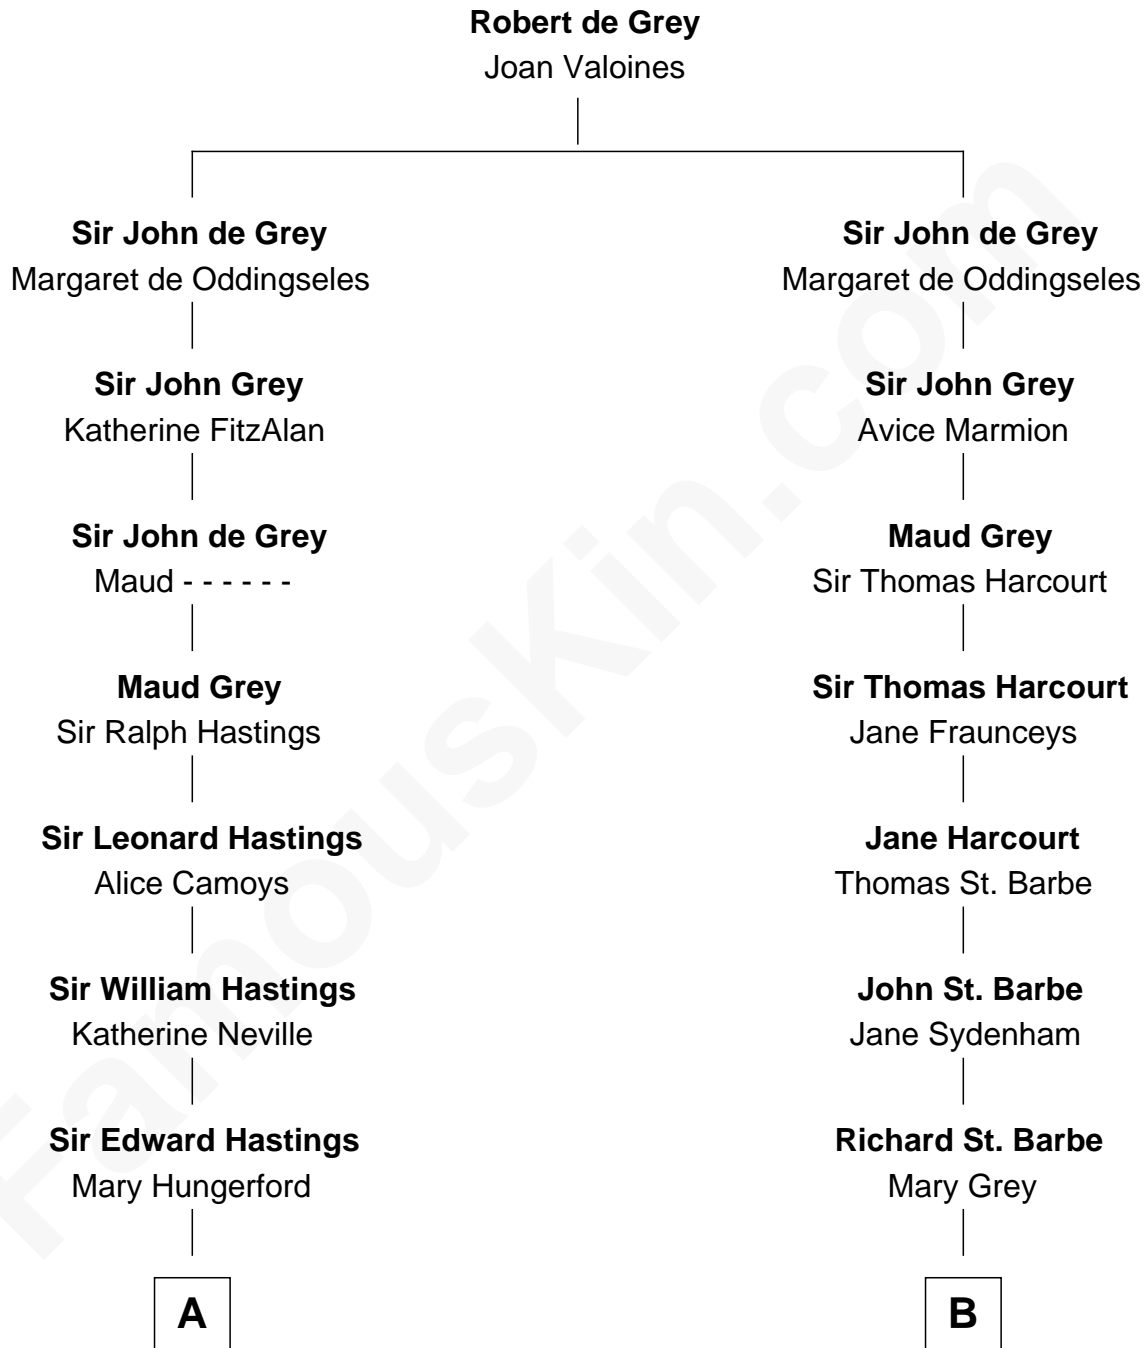 Robert de Grey
Joan Valoines
Sir John de Grey
Margaret de Oddingseles
Sir John Grey
Katherine FitzAlan
Sir John de Grey
Maud - - - - - -
Maud Grey
Sir Ralph Hastings
Sir Leonard Hastings
Alice Camoys
Sir William Hastings
Katherine Neville
Sir Edward Hastings
Mary Hungerford
A
Sir John de Grey
Margaret de Oddingseles
Sir John Grey
Avice Marmion
Maud Grey
Sir Thomas Harcourt
Sir Thomas Harcourt
Jane Fraunceys
Jane Harcourt
Thomas St. Barbe
John St. Barbe
Jane Sydenham
Richard St. Barbe
Mary Grey
B
FamousKin.com